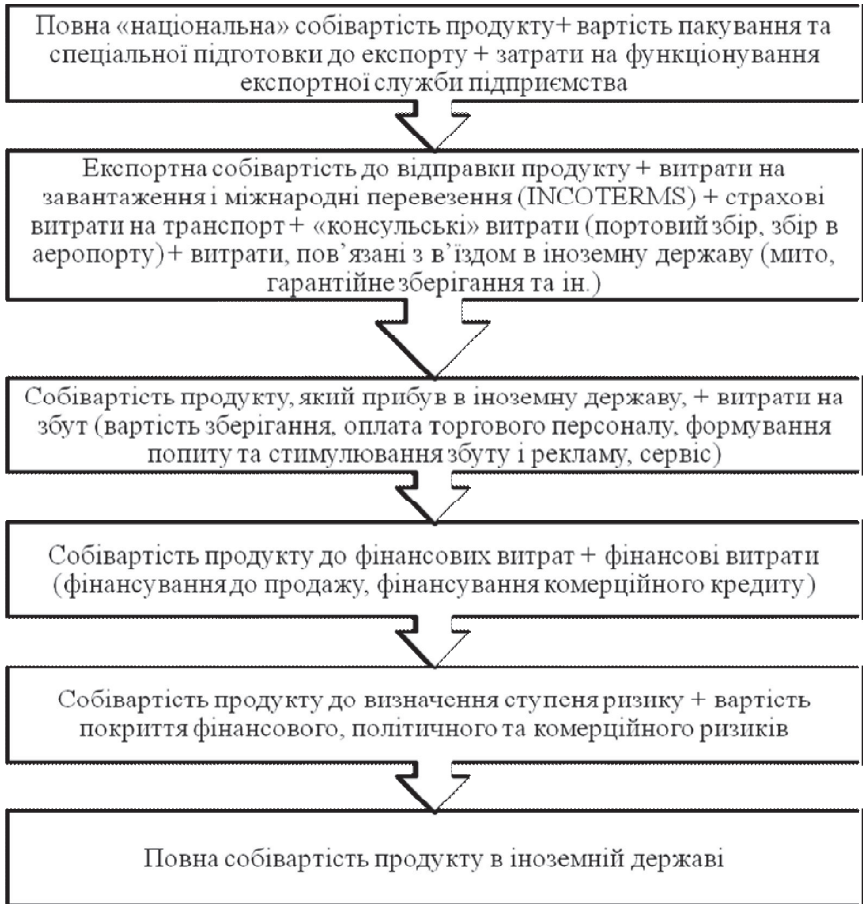 Повна «національна» собівартість продукту+ вартість пакування та
спеціальної підготовки до експорту + затрати на функціонування
експортної служби підприємства
Експортна собівартість до відправки продукту + витрати на
завантаження і міжнародні перевезення (INCOTERMS) + страхові
витрати на транспорт + «консульські» витрати (портовий збір, збір в
аеропорту) + витрати, пов’язані з в’їздом в іноземну державу (мито,
гарантійне зберігання та ін.)
Собівартість продукту, який прибув в іноземну державу, + витрати на
збут (вартість зберігання, оплата торгового персоналу, формування
попиту та стимулювання збуту і рекламу, сервіс)
Собівартість продукту до фінансових витрат + фінансові витрати
(фінансування до продажу, фінансування комерційного кредиту)
Собівартість продукту до визначення ступеня ризику + вартість
покриття фінансового, політичного та комерційного ризиків
Повна собівартість продукту в іноземній державі